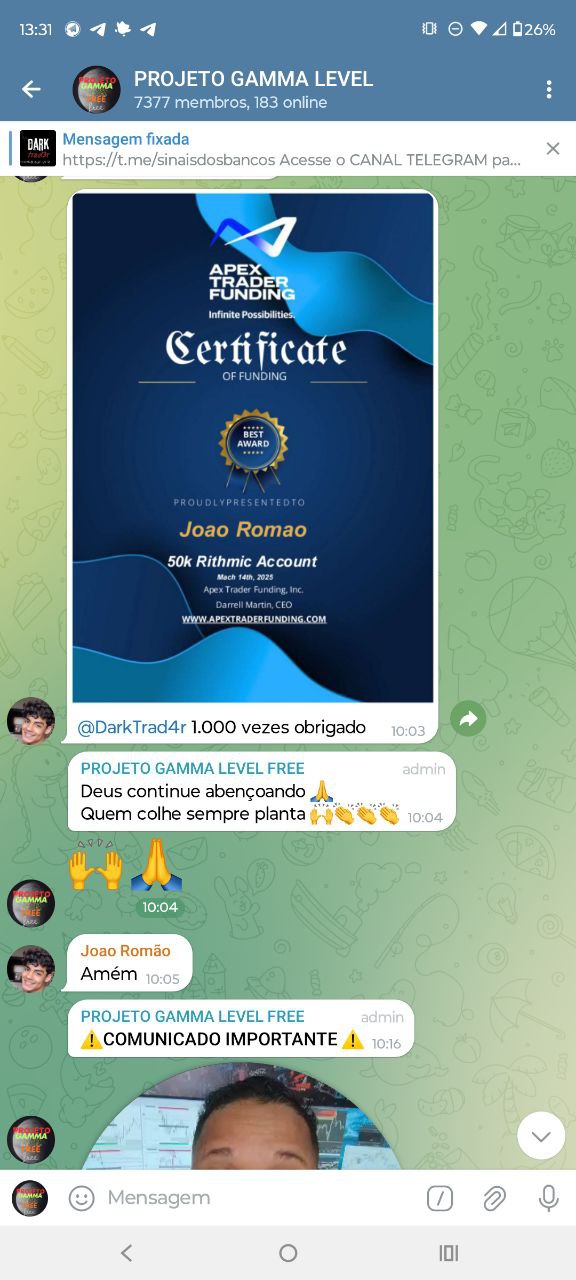 13:31
26%
PROJETO GAMMA LEVEL
7377 membros, 183 online
Mensagem fixada
https://t.me/sinaisdosbancos Acesse o CANAL TELEGRAM pa...
DARK
APEX
TRADER
FUNDING
Infinite Possibilities.
Certificate
OF FUNDING
BEST
AWARD
PROUDLYPRESENTEDTO
Joao Romao
50k Rithmic Account
Mach 14th, 2025
Apex Trader Funding, Inc.
Darrell Martin, CEO
WWW.APEXTRADERFUNDING.COM
@DarkTrad4r 1.000 vezes obrigado 10:03
PROJETO GAMMA LEVEL FREE admin
Deus continue abençoando 🙏
Quem colhe sempre planta 🙌👏👏👏 10:04
🙌🙏
10:04
Joao Romão
Amém 10:05
PROJETO GAMMA LEVEL FREE admin
⚠️COMUNICADO IMPORTANTE ⚠️ 10:16
Mensagem